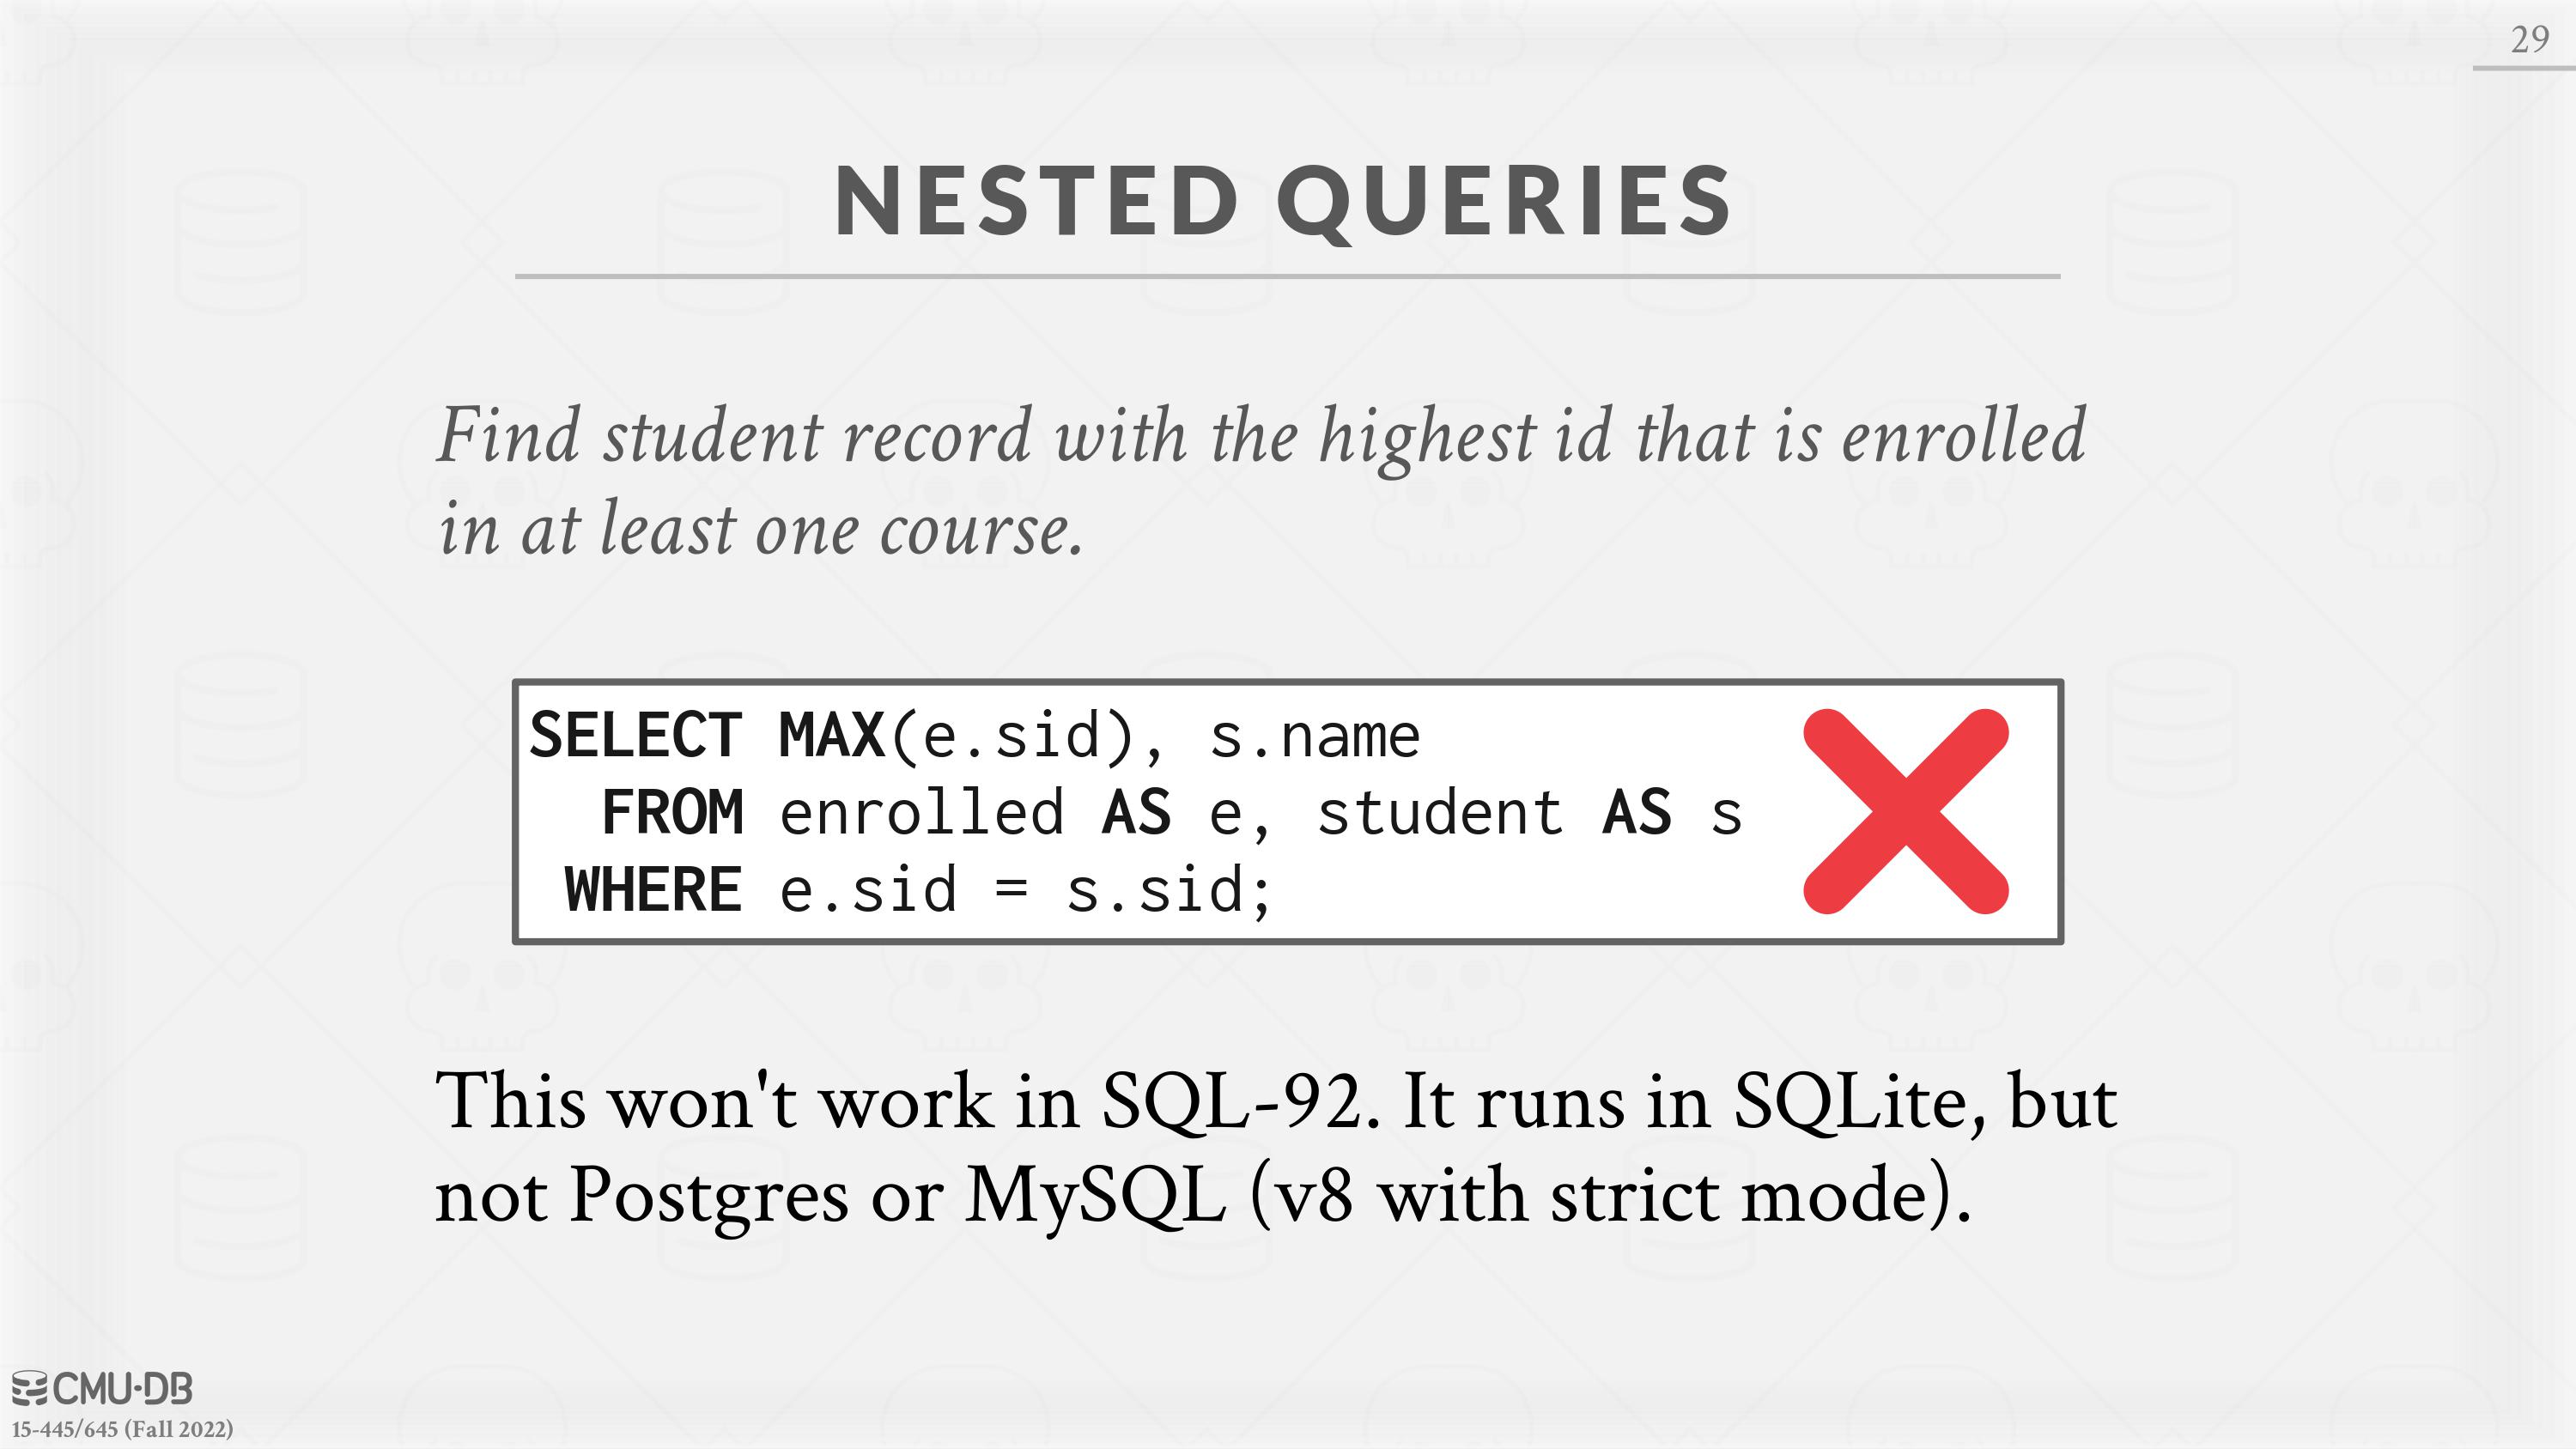 29
NESTED QUERIES
Find student record with the highest id that is enrolled
in at least one course.
SELECT MAX(e.sid), s.name
FROM enrolled AS e, student AS s
WHERE e.sid = s.sid;
This won't work in SQL-92. It runs in SQLite, but
not Postgres or MySQL (v8 with strict mode).
CMU·DB
15-445/645 (Fall 2022)